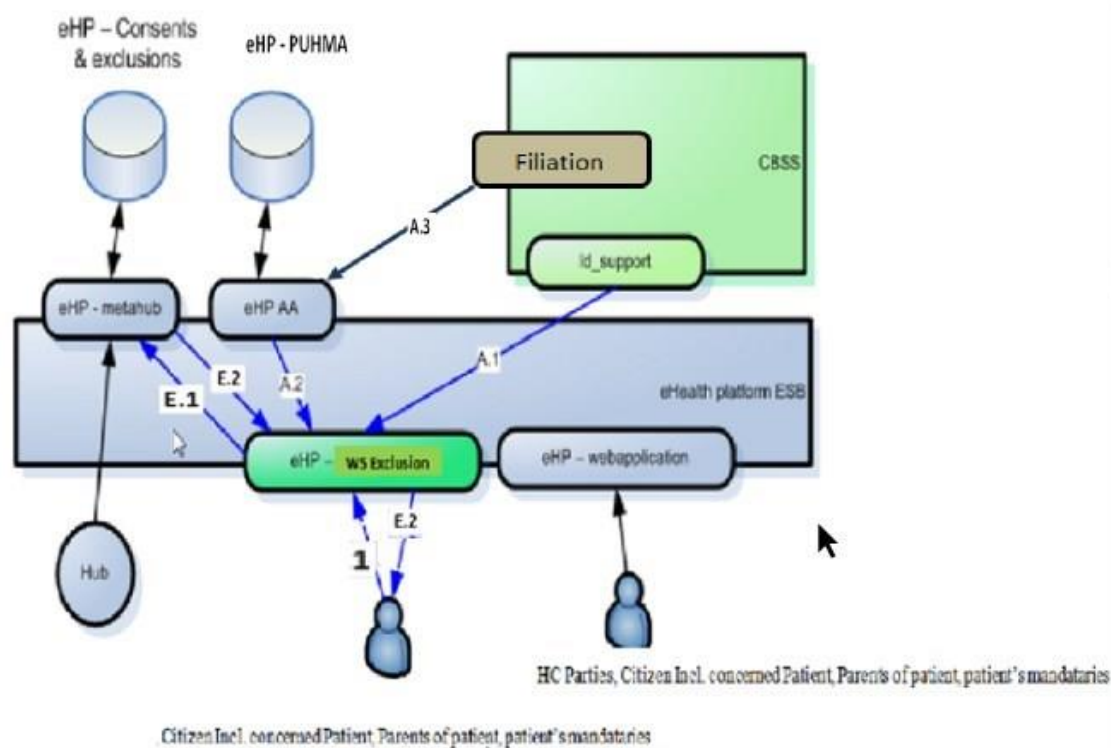 eHP – Consents
& exclusions
eHP - PUHMA
Filiation
CBSS
A.3
Id_support
eHP - metahub
eHP AA
A.1
E.2
A.2
E.1
eHealth platform ESB
eHP – WS Exclusion
eHP – webapplication
E.2
1
Hub
HC Parties, Citizen Incl. concerned Patient, Parents of patient, patient's mandataries
Citizen Incl. concerned Patient, Parents of patient, patient's mandataries